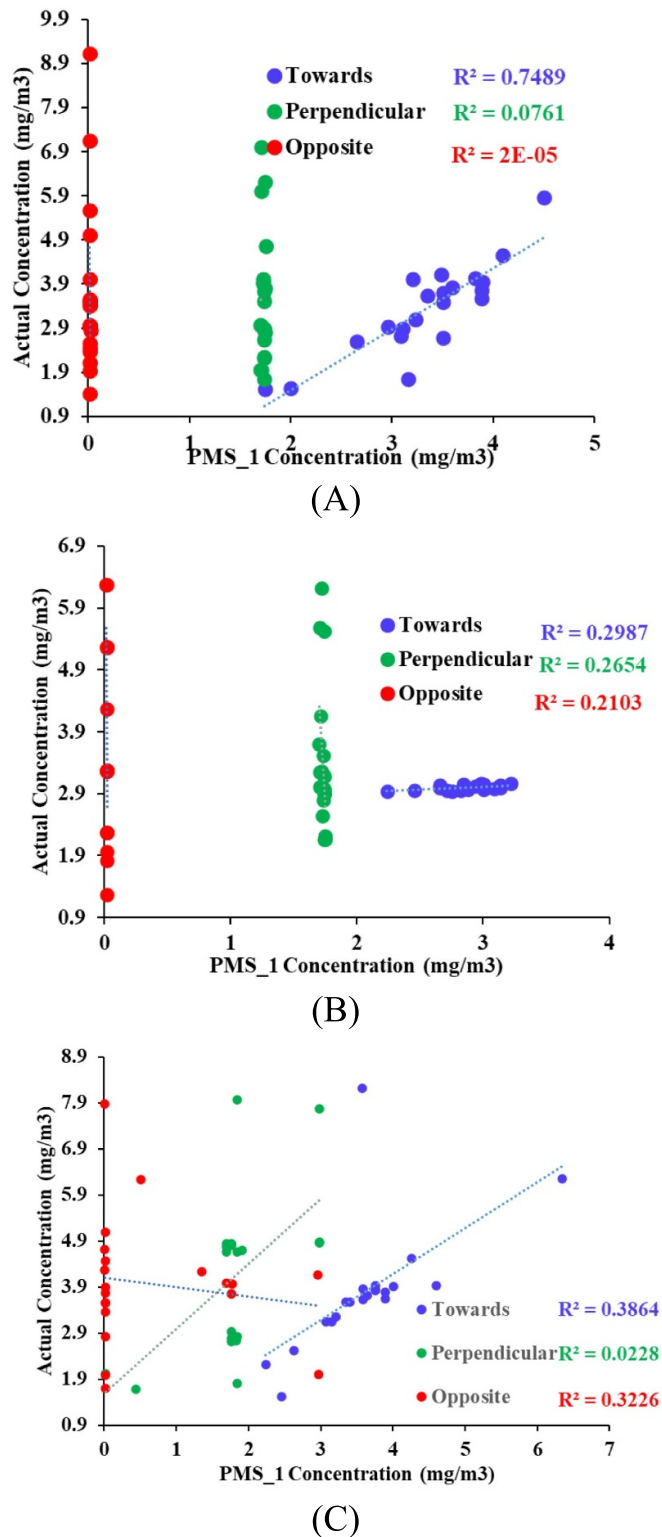 9.9
8.9
7.9
6.9
5.9
4.9
3.9
2.9
1.9
0.9
Actual Concentration (mg/m3)
Towards R² = 0.7489
Perpendicular R² = 0.0761
Opposite R² = 2E-05
0 1 2 3 4 5
PMS_1 Concentration (mg/m3)
(A)
6.9
5.9
4.9
3.9
2.9
1.9
0.9
Actual Concentration (mg/m3)
Towards R² = 0.2987
Perpendicular R² = 0.2654
Opposite R² = 0.2103
0 1 2 3 4
PMS_1 Concentration (mg/m3)
(B)
8.9
7.9
6.9
5.9
4.9
3.9
2.9
1.9
0.9
Actual Concentration (mg/m3)
Towards R² = 0.3864
Perpendicular R² = 0.0228
Opposite R² = 0.3226
0 1 2 3 4 5 6 7
PMS_1 Concentration (mg/m3)
(C)